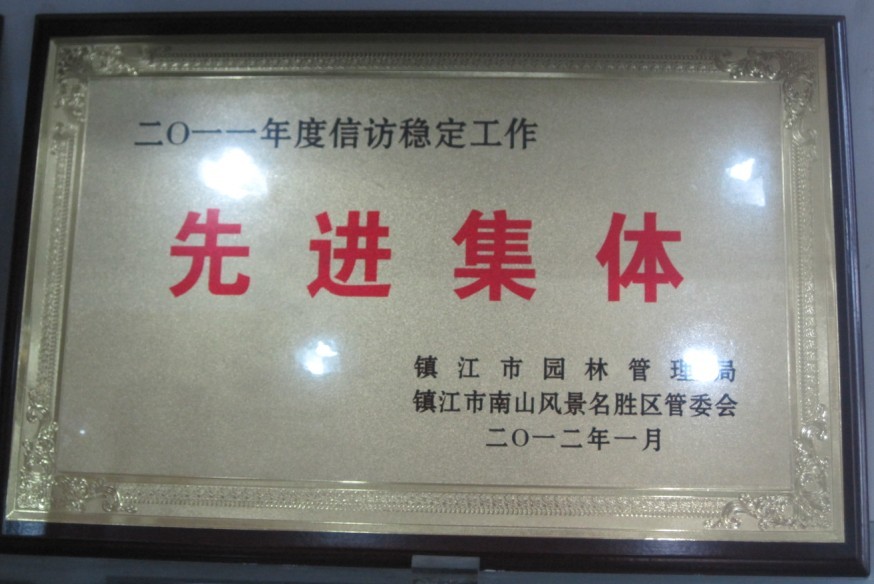 二〇一一年度信访稳定工作
先进集体
镇江市园林管理局
镇江市南山风景名胜区管委会
二〇一二年一月